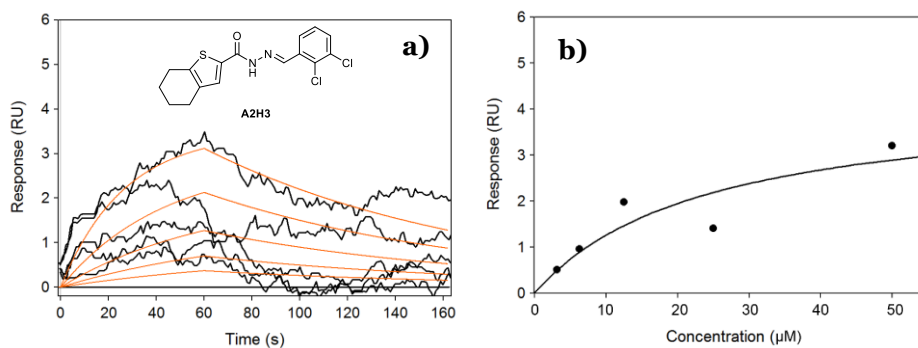 a)
S
O
N
NH
N
Cl
Cl
A2H3
Response (RU)
6
5
4
3
2
1
0
0 20 40 60 80 100 120 140 160
Time (s)
b)
Response (RU)
6
5
4
3
2
1
0
0 10 20 30 40 50
Concentration (µM)